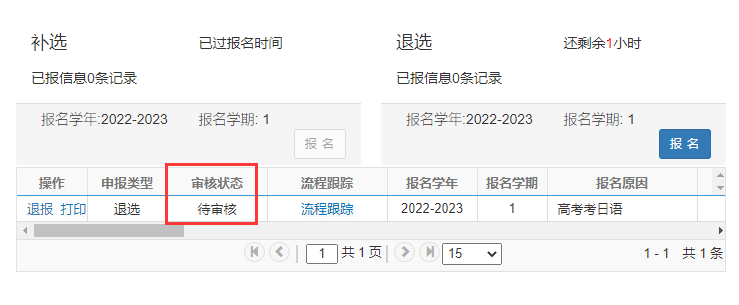 补选 已过报名时间 退选 还剩余1小时
已报信息0条记录 已报信息0条记录
报名学年:2022-2023 报名学期: 1 报名学年:2022-2023 报名学期: 1
报 名 报 名
操作 申报类型 审核状态 流程跟踪 报名学年 报名学期 报名原因
退报 打印 退选 待审核 流程跟踪 2022-2023 1 高考考日语
1 共 1 页 15 1 - 1 共 1 条